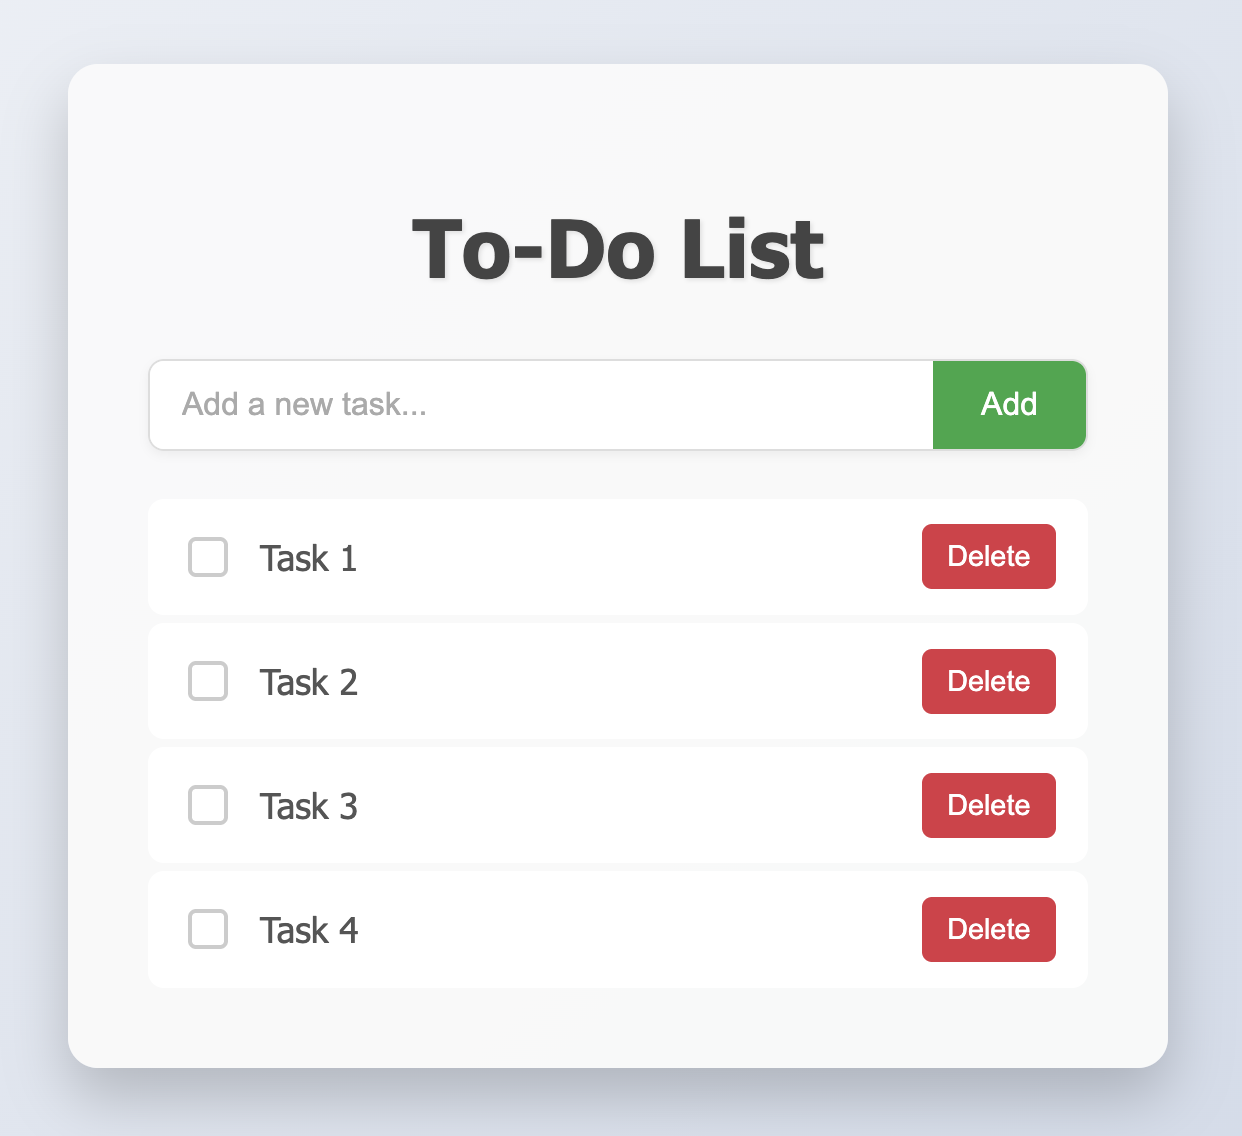 To-Do List
Add a new task...
Add
Task 1
Delete
Task 2
Delete
Task 3
Delete
Task 4
Delete